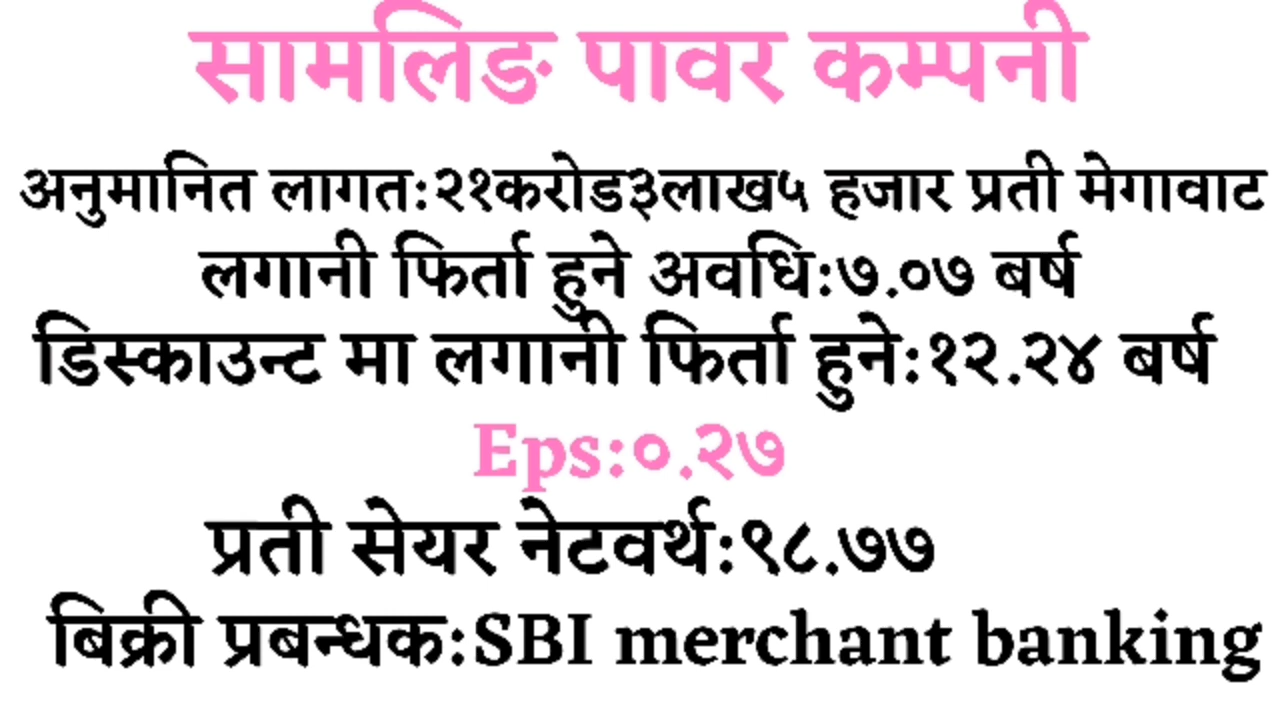 सामलिङ पावर कम्पनी
अनुमानित लागत:२१करोड३लाख५ हजार प्रती मेगावाट
लगानी फिर्ता हुने अवधि:७.०७ बर्ष
डिस्काउन्ट मा लगानी फिर्ता हुने:१२.२४ बर्ष
Eps:०.२७
प्रती सेयर नेटवर्थ:९८.७७
बिक्री प्रबन्धक:SBI merchant banking